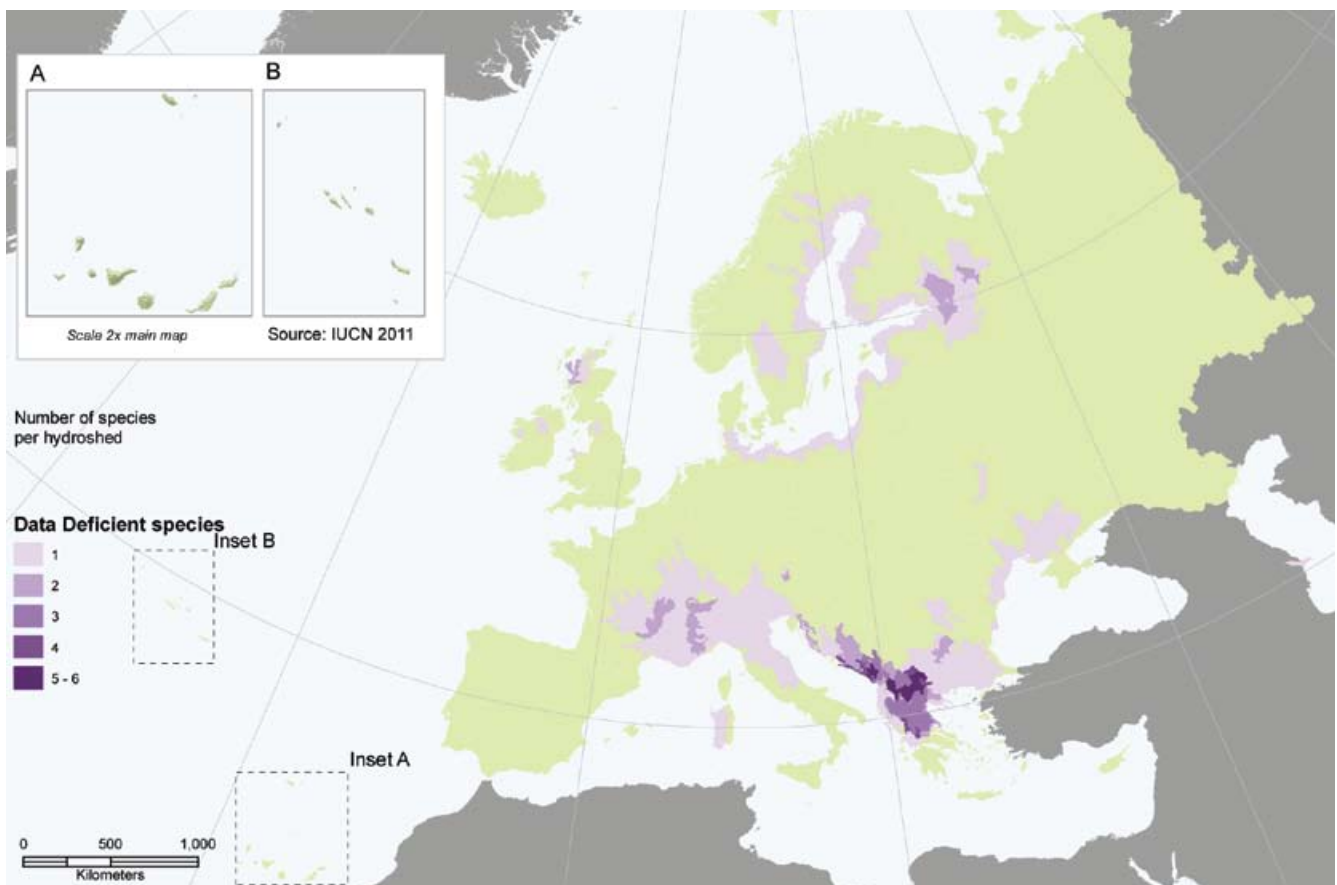 A
B
Scale 2x main map
Source: IUCN 2011
Number of species
per hydroshed
Data Deficient species
1
2
3
4
5 - 6
Inset B
Inset A
0 500 1,000
Kilometers